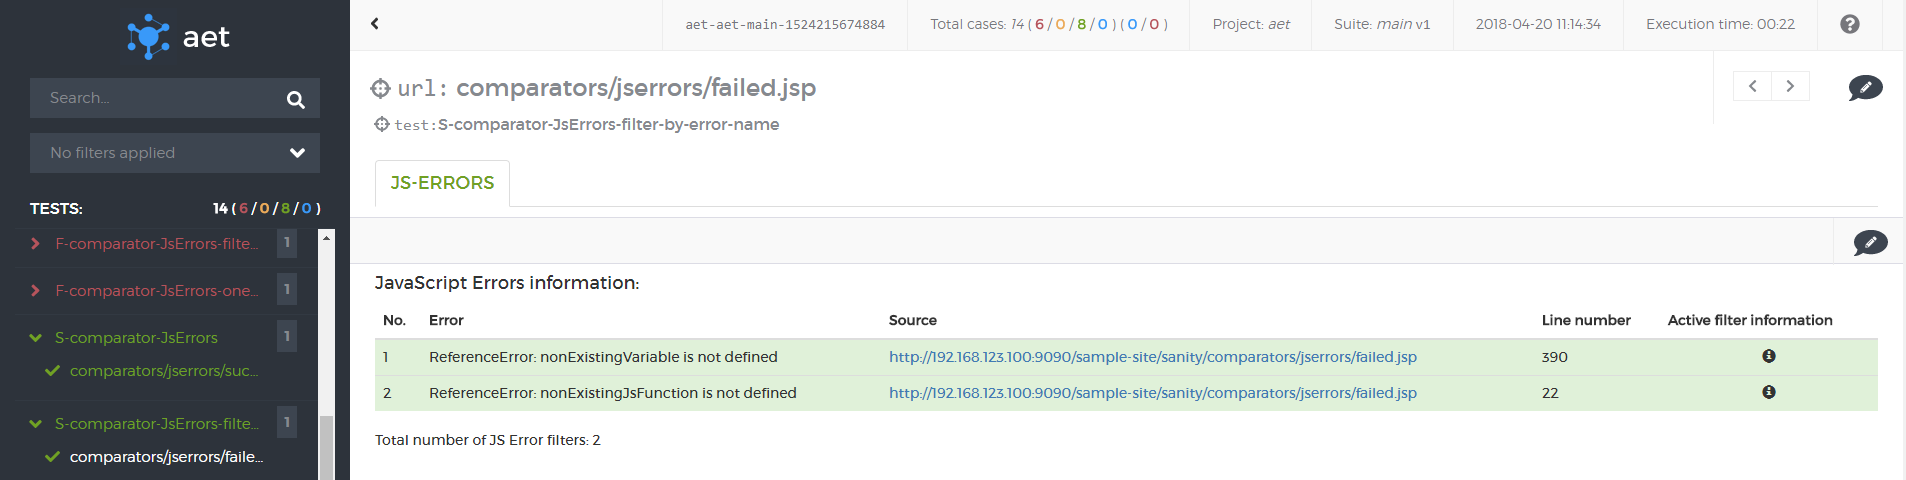 aet
Search...
No filters applied
TESTS: 14 ( 6 / 0 / 8 / 0 )
F-comparator-JsErrors-filte... 1
F-comparator-JsErrors-one... 1
S-comparator-JsErrors 1
comparators/jserrors/suc...
S-comparator-JsErrors-filte... 1
comparators/jserrors/faile...
aet-aet-main-1524215674884 Total cases: 14 ( 6 / 0 / 8 / 0 ) ( 0 / 0 ) Project: aet Suite: main v1 2018-04-20 11:14:34 Execution time: 00:22
url: comparators/jserrors/failed.jsp
test:S-comparator-JsErrors-filter-by-error-name
JS-ERRORS
JavaScript Errors information:
No. Error Source Line number Active filter information
1 ReferenceError: nonExistingVariable is not defined http://192.168.123.100:9090/sample-site/sanity/comparators/jserrors/failed.jsp 390
2 ReferenceError: nonExistingJsFunction is not defined http://192.168.123.100:9090/sample-site/sanity/comparators/jserrors/failed.jsp 22
Total number of JS Error filters: 2